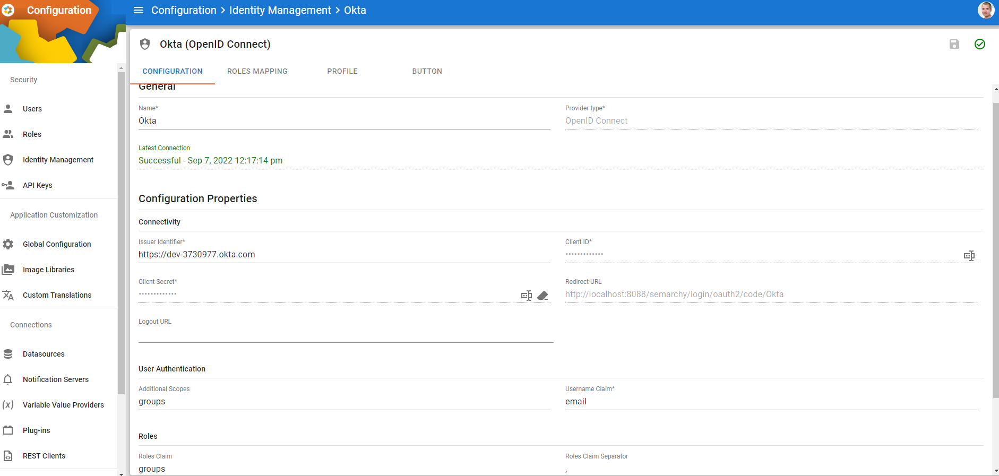 Configuration
Configuration > Identity Management > Okta
Security
Users
Roles
Identity Management
API Keys
Application Customization
Global Configuration
Image Libraries
Custom Translations
Connections
Datasources
Notification Servers
(x) Variable Value Providers
Plug-ins
REST Clients
Okta (OpenID Connect)
CONFIGURATION ROLES MAPPING PROFILE BUTTON
General
Name* Provider type*
Okta OpenID Connect
Latest Connection
Successful - Sep 7, 2022 12:17:14 pm
Configuration Properties
Connectivity
Issuer Identifier* Client ID*
https://dev-3730977.okta.com •••••••••••••
Client Secret* Redirect URL
••••••••••••• http://localhost:8088/semarchy/login/oauth2/code/Okta
Logout URL
User Authentication
Additional Scopes Username Claim*
groups email
Roles
Roles Claim Roles Claim Separator
groups ,